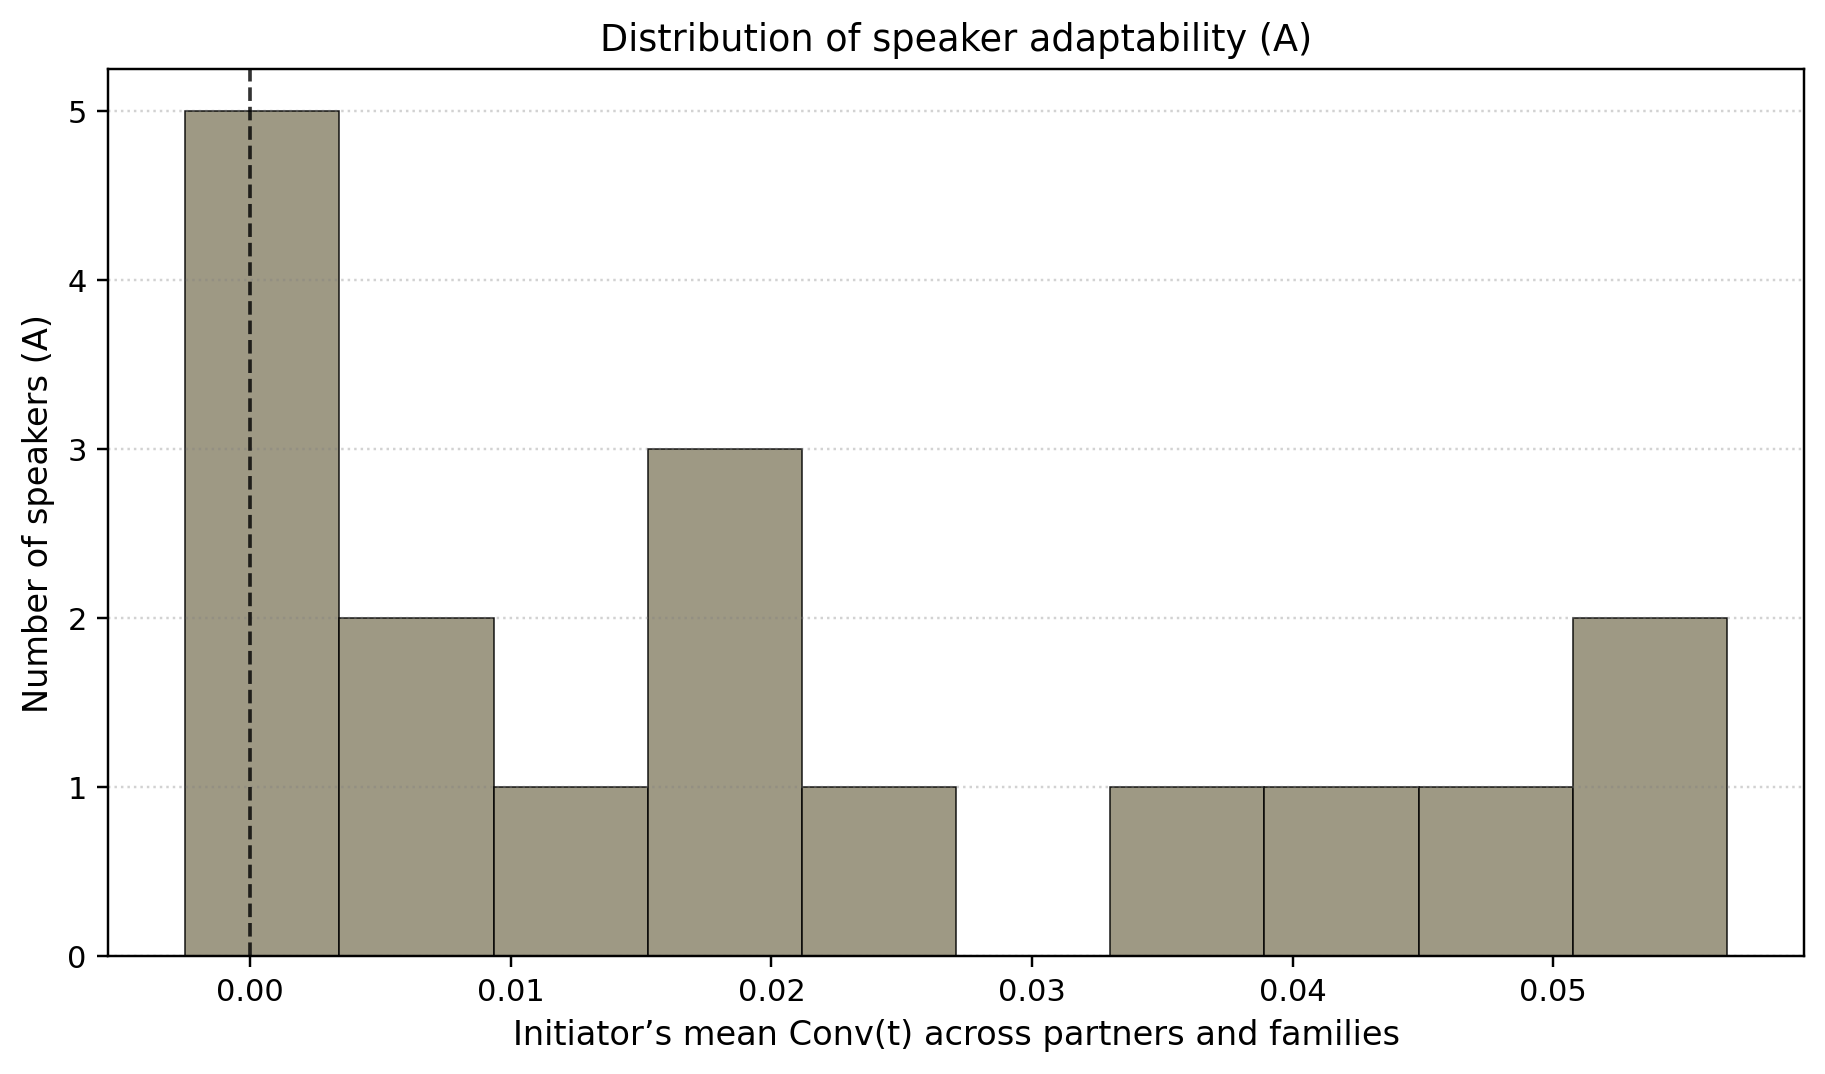 Distribution of speaker adaptability (A)
Number of speakers (A)
5
4
3
2
1
0
0.00 0.01 0.02 0.03 0.04 0.05
Initiator’s mean Conv(t) across partners and families